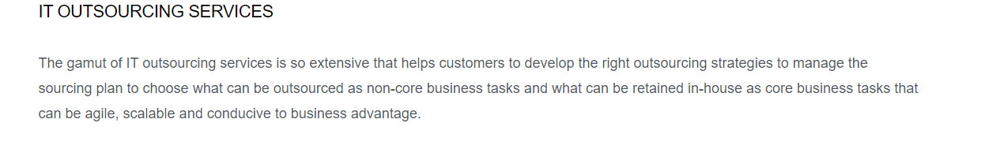 IT OUTSOURCING SERVICES
The gamut of IT outsourcing services is so extensive that helps customers to develop the right outsourcing strategies to manage the
sourcing plan to choose what can be outsourced as non-core business tasks and what can be retained in-house as core business tasks that
can be agile, scalable and conducive to business advantage.